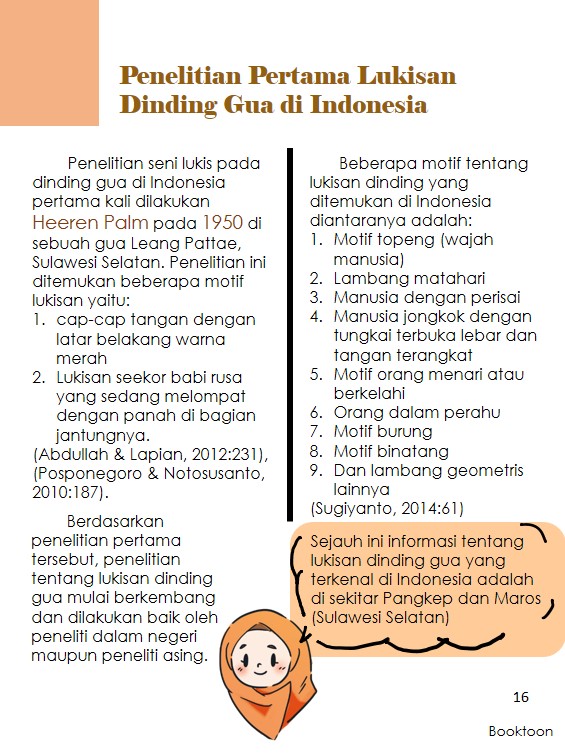 Penelitian Pertama Lukisan
Dinding Gua di Indonesia
Penelitian seni lukis pada
dinding gua di Indonesia
pertama kali dilakukan
Heeren Palm pada 1950 di
sebuah gua Leang Pattae,
Sulawesi Selatan. Penelitian ini
ditemukan beberapa motif
lukisan yaitu:
1. cap-cap tangan dengan
latar belakang warna
merah
2. Lukisan seekor babi rusa
yang sedang melompat
dengan panah di bagian
jantungnya.
(Abdullah & Lapian, 2012:231),
(Posponegoro & Notosusanto,
2010:187).
Berdasarkan
penelitian pertama
tersebut, penelitian
tentang lukisan dinding
gua mulai berkembang
dan dilakukan baik oleh
peneliti dalam negeri
maupun peneliti asing.
Beberapa motif tentang
lukisan dinding yang
ditemukan di Indonesia
diantaranya adalah:
1. Motif topeng (wajah
manusia)
2. Lambang matahari
3. Manusia dengan perisai
4. Manusia jongkok dengan
tungkai terbuka lebar dan
tangan terangkat
5. Motif orang menari atau
berkelahi
6. Orang dalam perahu
7. Motif burung
8. Motif binatang
9. Dan lambang geometris
lainnya
(Sugiyanto, 2014:61)
Sejauh ini informasi tentang
lukisan dinding gua yang
terkenal di Indonesia adalah
di sekitar Pangkep dan Maros
(Sulawesi Selatan)
16
Booktoon